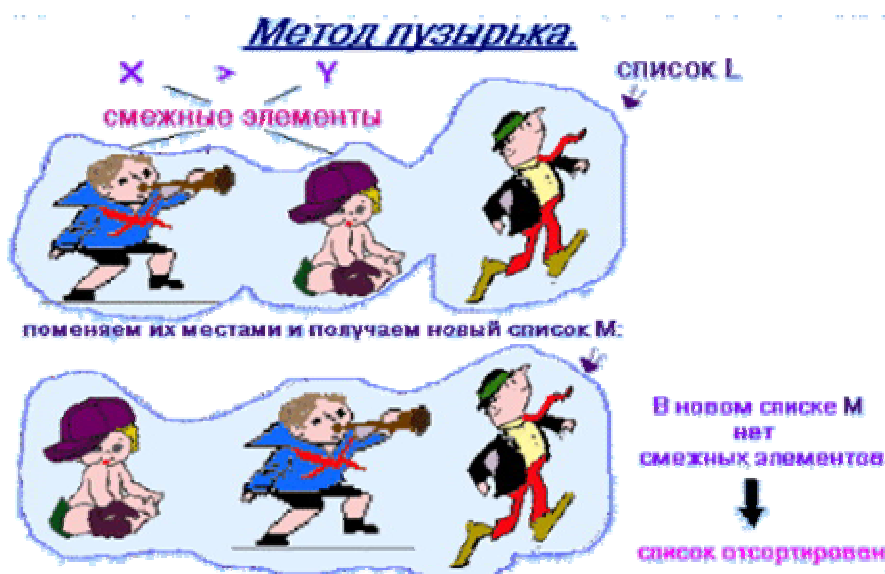 Метод пузырька.
X > Y
список L
смежные элементы
поменяем их местами и получаем новый список M:
В новом списке M
нет
смежных элементов
список отсортирован